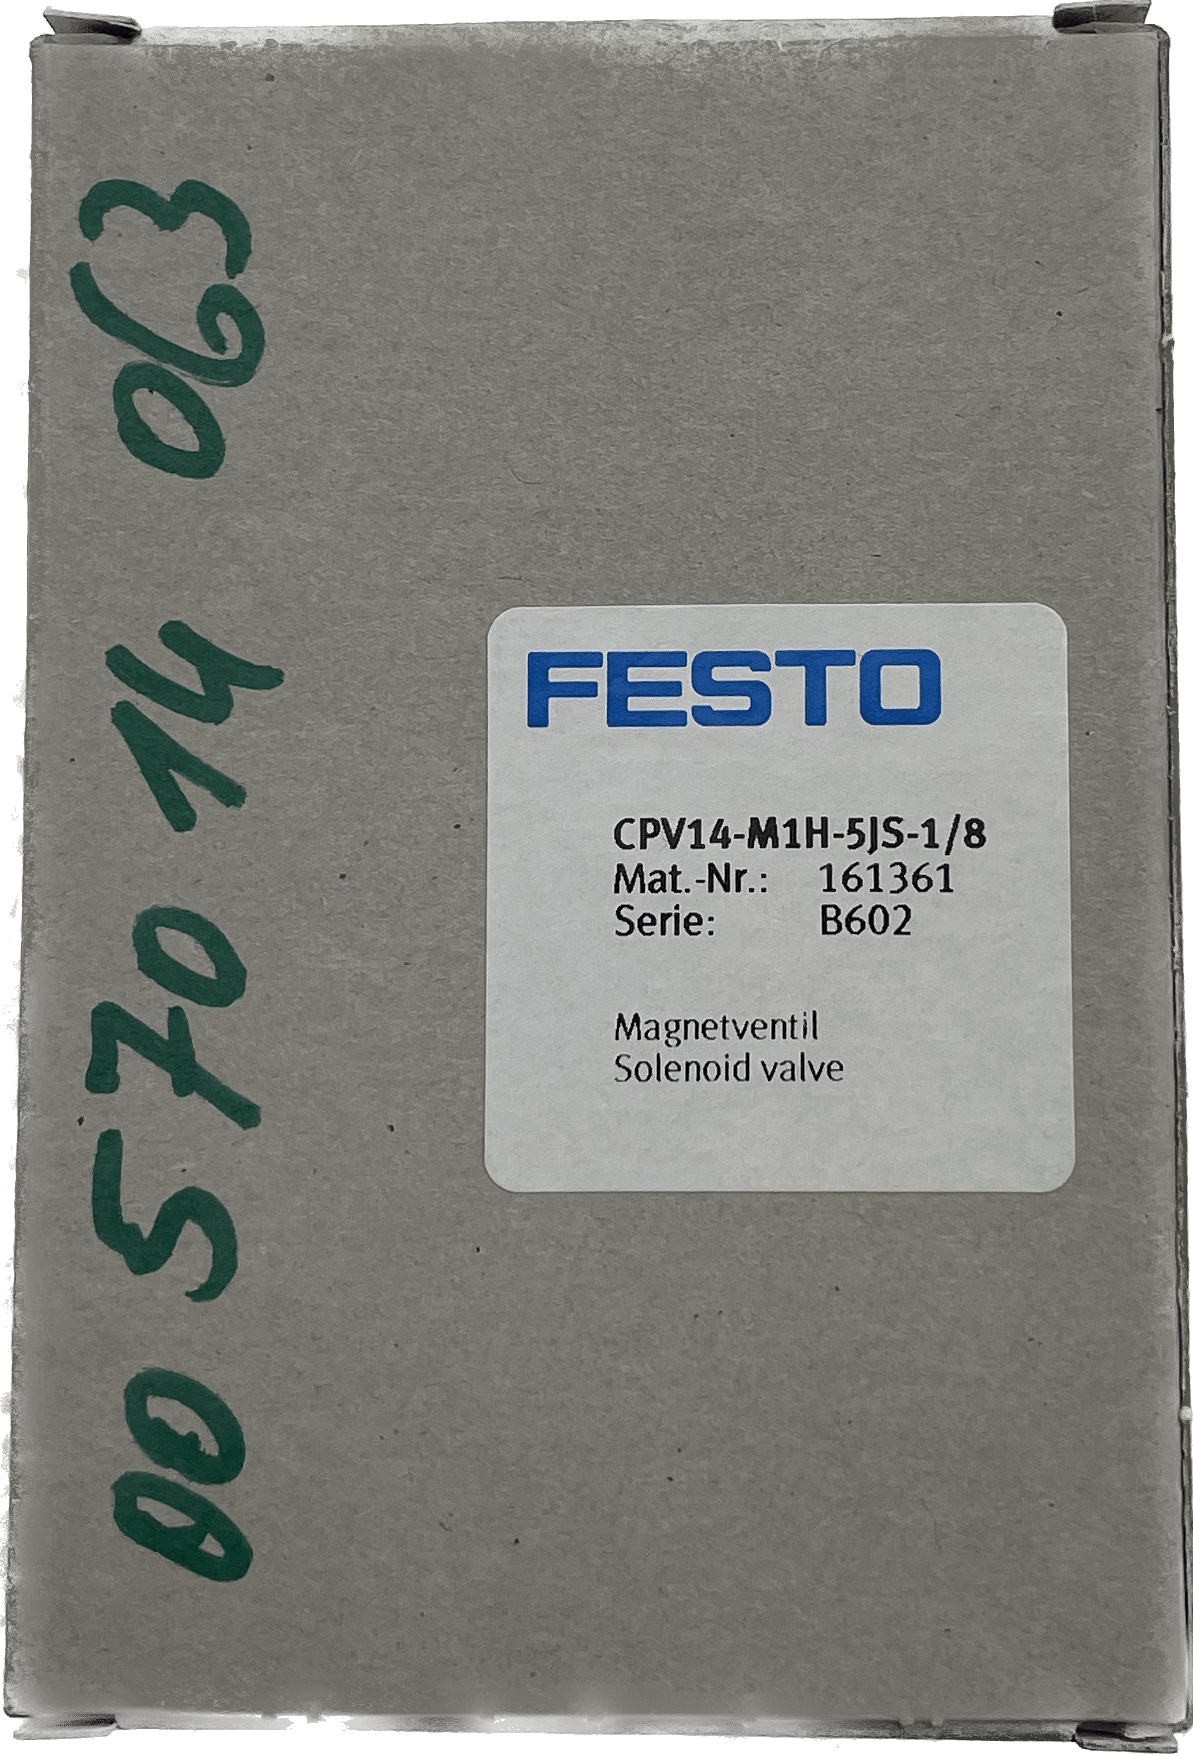 00 570 14 063
FESTO
CPV14-M1H-5JS-1/8
Mat.-Nr.: 161361
Serie: B602
Magnetventil
Solenoid valve